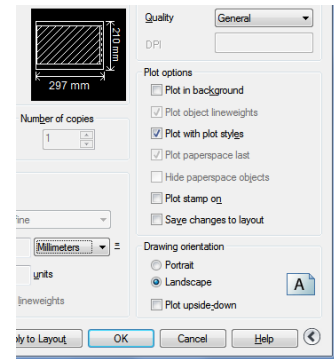 Quality
General
DPI
210 mm
297 mm
Plot options
Plot in background
Number of copies
Plot object lineweights
1
Plot with plot styles
Plot paperspace last
Hide paperspace objects
Plot stamp on
Save changes to layout
Millimeters
=
Drawing orientation
units
Portrait
Landscape
A
lineweights
Plot upside-down
to Layout
OK
Cancel
Help